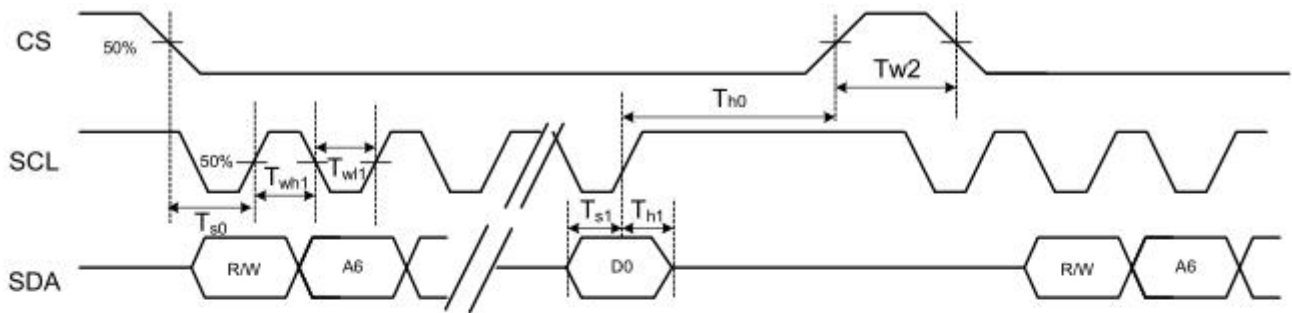 CS
50%
Tw2
Th0
SCL
50%
Twh1
Twl1
Ts0
Ts1
Th1
SDA
R/W
A6
D0
R/W
A6